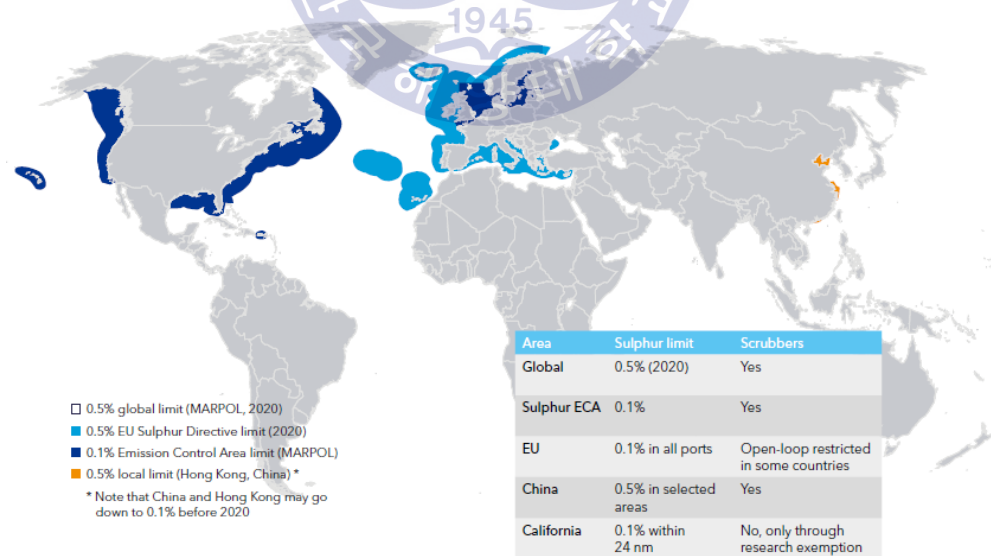 1945
□ 0.5% global limit (MARPOL, 2020)
0.5% EU Sulphur Directive limit (2020)
0.1% Emission Control Area limit (MARPOL)
0.5% local limit (Hong Kong, China) *
* Note that China and Hong Kong may go
down to 0.1% before 2020
Area Sulphur limit Scrubbers
Global 0.5% (2020) Yes
Sulphur ECA 0.1% Yes
EU 0.1% in all ports Open-loop restricted
in some countries
China 0.5% in selected Yes
areas
California 0.1% within No, only through
24 nm research exemption